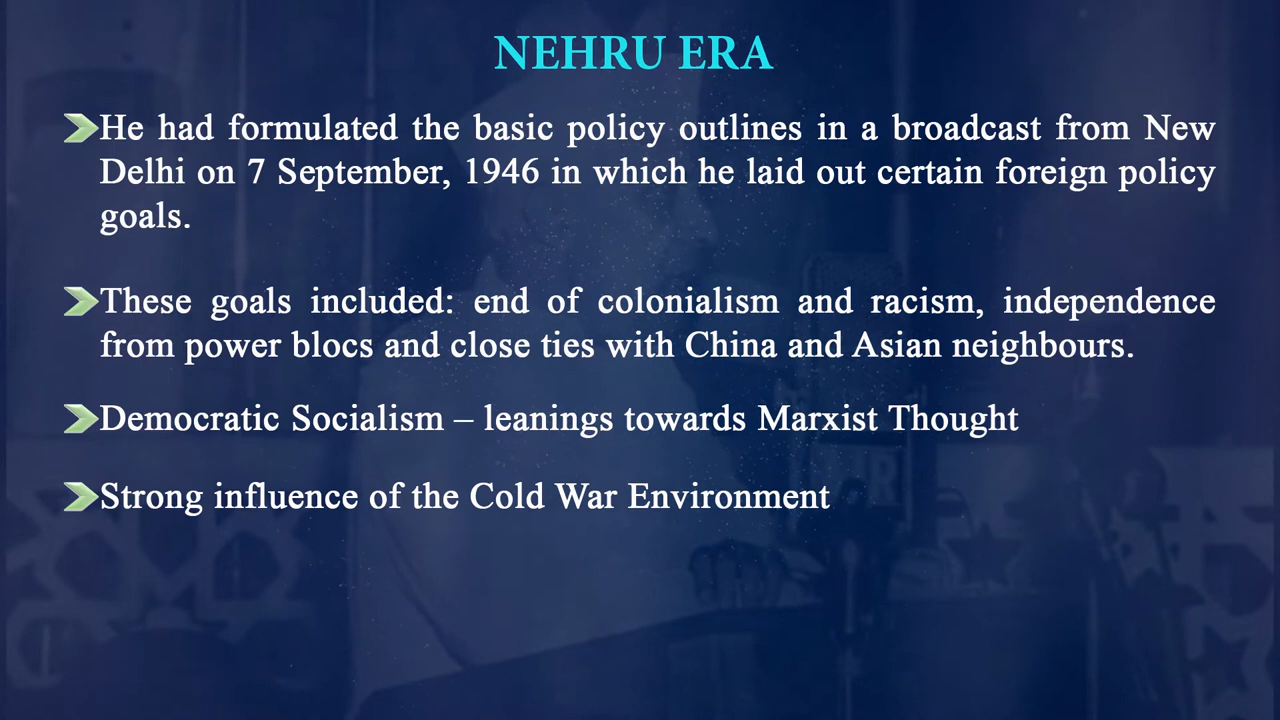 NEHRU ERA
He had formulated the basic policy outlines in a broadcast from New
Delhi on 7 September, 1946 in which he laid out certain foreign policy
goals.
These goals included: end of colonialism and racism, independence
from power blocs and close ties with China and Asian neighbours.
Democratic Socialism – leanings towards Marxist Thought
Strong influence of the Cold War Environment